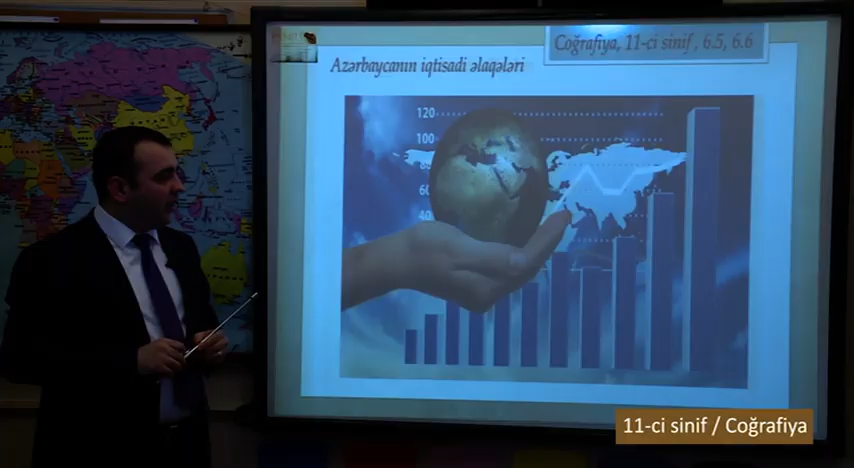 Coğrafiya, 11-ci sinif, 6.5, 6.6
Azərbaycanın iqtisadi əlaqələri
120
100
80
60
40
11-ci sinif / Coğrafiya